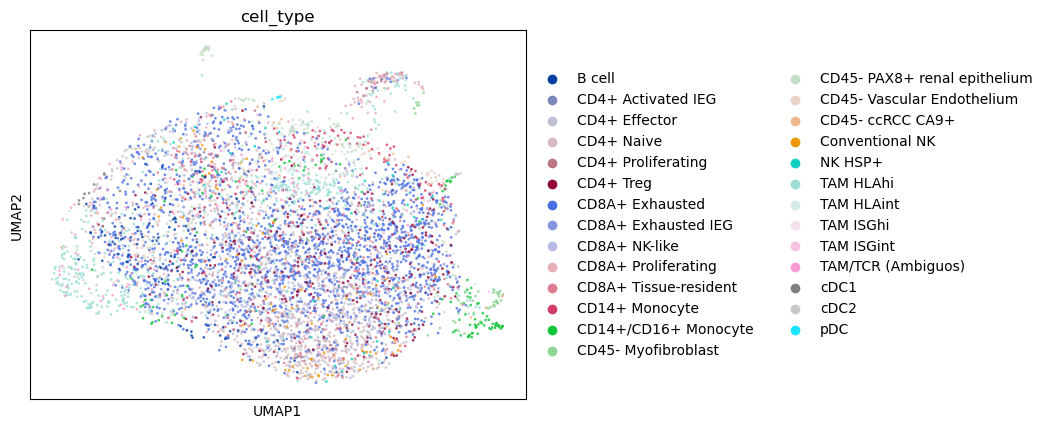 cell_type
UMAP2
UMAP1
B cell
CD4+ Activated IEG
CD4+ Effector
CD4+ Naive
CD4+ Proliferating
CD4+ Treg
CD8A+ Exhausted
CD8A+ Exhausted IEG
CD8A+ NK-like
CD8A+ Proliferating
CD8A+ Tissue-resident
CD14+ Monocyte
CD14+/CD16+ Monocyte
CD45- Myofibroblast
CD45- PAX8+ renal epithelium
CD45- Vascular Endothelium
CD45- ccRCC CA9+
Conventional NK
NK HSP+
TAM HLAhi
TAM HLAint
TAM ISGhi
TAM ISGint
TAM/TCR (Ambiguos)
cDC1
cDC2
pDC